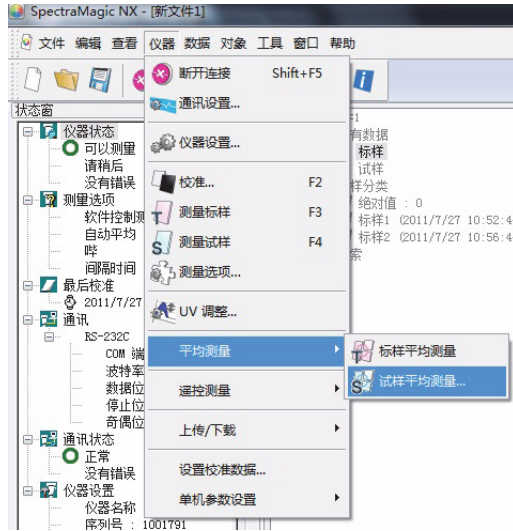 SpectraMagic NX - [新文件1]
文件 编辑 查看 仪器 数据 对象 工具 窗口 帮助
状态窗
仪器状态
可以测量
请稍后
没有错误
测量选项
软件控制
自动平均
哔
间隔时间
最后校准
2011/7/27
通讯
RS-232C
COM 端
波特率
数据位
停止位
奇偶位
通讯状态
正常
没有错误
仪器设置
仪器名称
序列号 : 1001791
断开连接 Shift+F5
通讯设置...
仪器设置...
校准... F2
测量标样 F3
测量试样 F4
测量选项...
UV 调整...
平均测量
遥控测量
上传/下载
设置校准数据...
单机参数设置
标样平均测量
试样平均测量...
有数据
标样
试样
样分类
绝对值 : 0
标样1 (2011/7/27 10:52:4
标样2 (2011/7/27 10:56:4
索